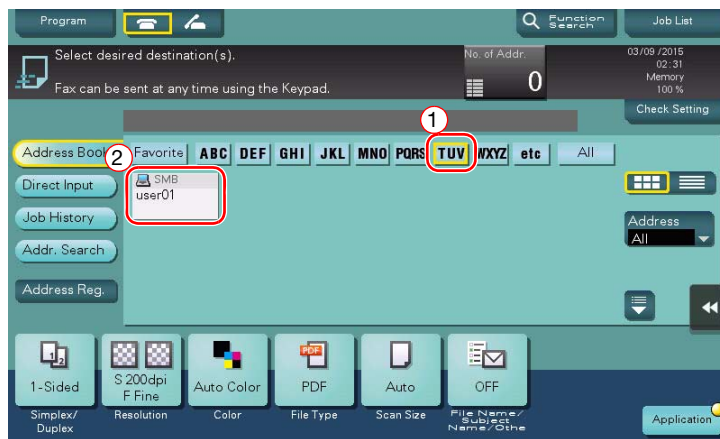 Program
Function
Search
Job List
Select desired destination(s).
Fax can be sent at any time using the Keypad.
No. of Addr.
0
03/09/2015
02:31
Memory
100 %
Check Setting
1
Address Book
2
Favorite
ABC
DEF
GHI
JKL
MNO
PQRS
TUV
WXYZ
etc
All
Direct Input
Job History
Addr. Search
Address Reg.
SMB
user01
Address
All
1
2
1-Sided
S 200dpi
F Fine
Auto Color
PDF
PDF
Auto
OFF
Simplex/
Duplex
Resolution
Color
File Type
Scan Size
File Name/
Subject
Name/Othe
Application